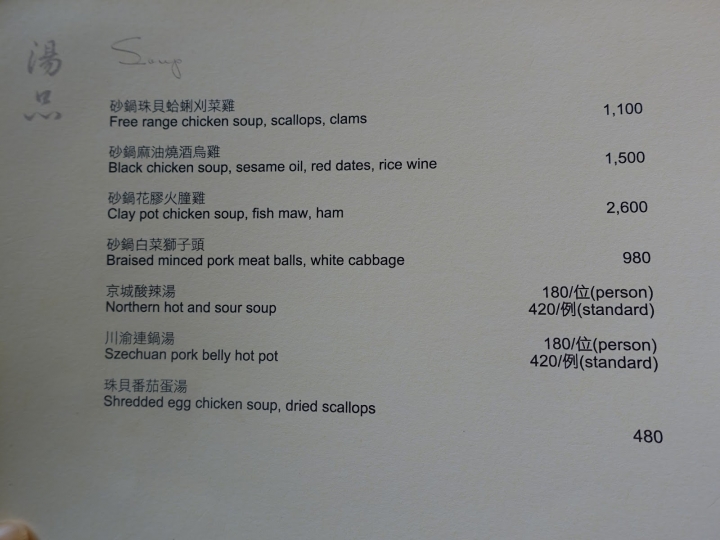 湯品
Soup
砂鍋珠貝蛤蜊刈菜雞
Free range chicken soup, scallops, clams
1,100
砂鍋麻油燒酒烏雞
Black chicken soup, sesame oil, red dates, rice wine
1,500
砂鍋花膠火朣雞
Clay pot chicken soup, fish maw, ham
2,600
砂鍋白菜獅子頭
Braised minced pork meat balls, white cabbage
980
京城酸辣湯
180/位(person)
Northern hot and sour soup
420/例(standard)
川渝連鍋湯
180/位(person)
Szechuan pork belly hot pot
420/例(standard)
珠貝番茄蛋湯
Shredded egg chicken soup, dried scallops
480